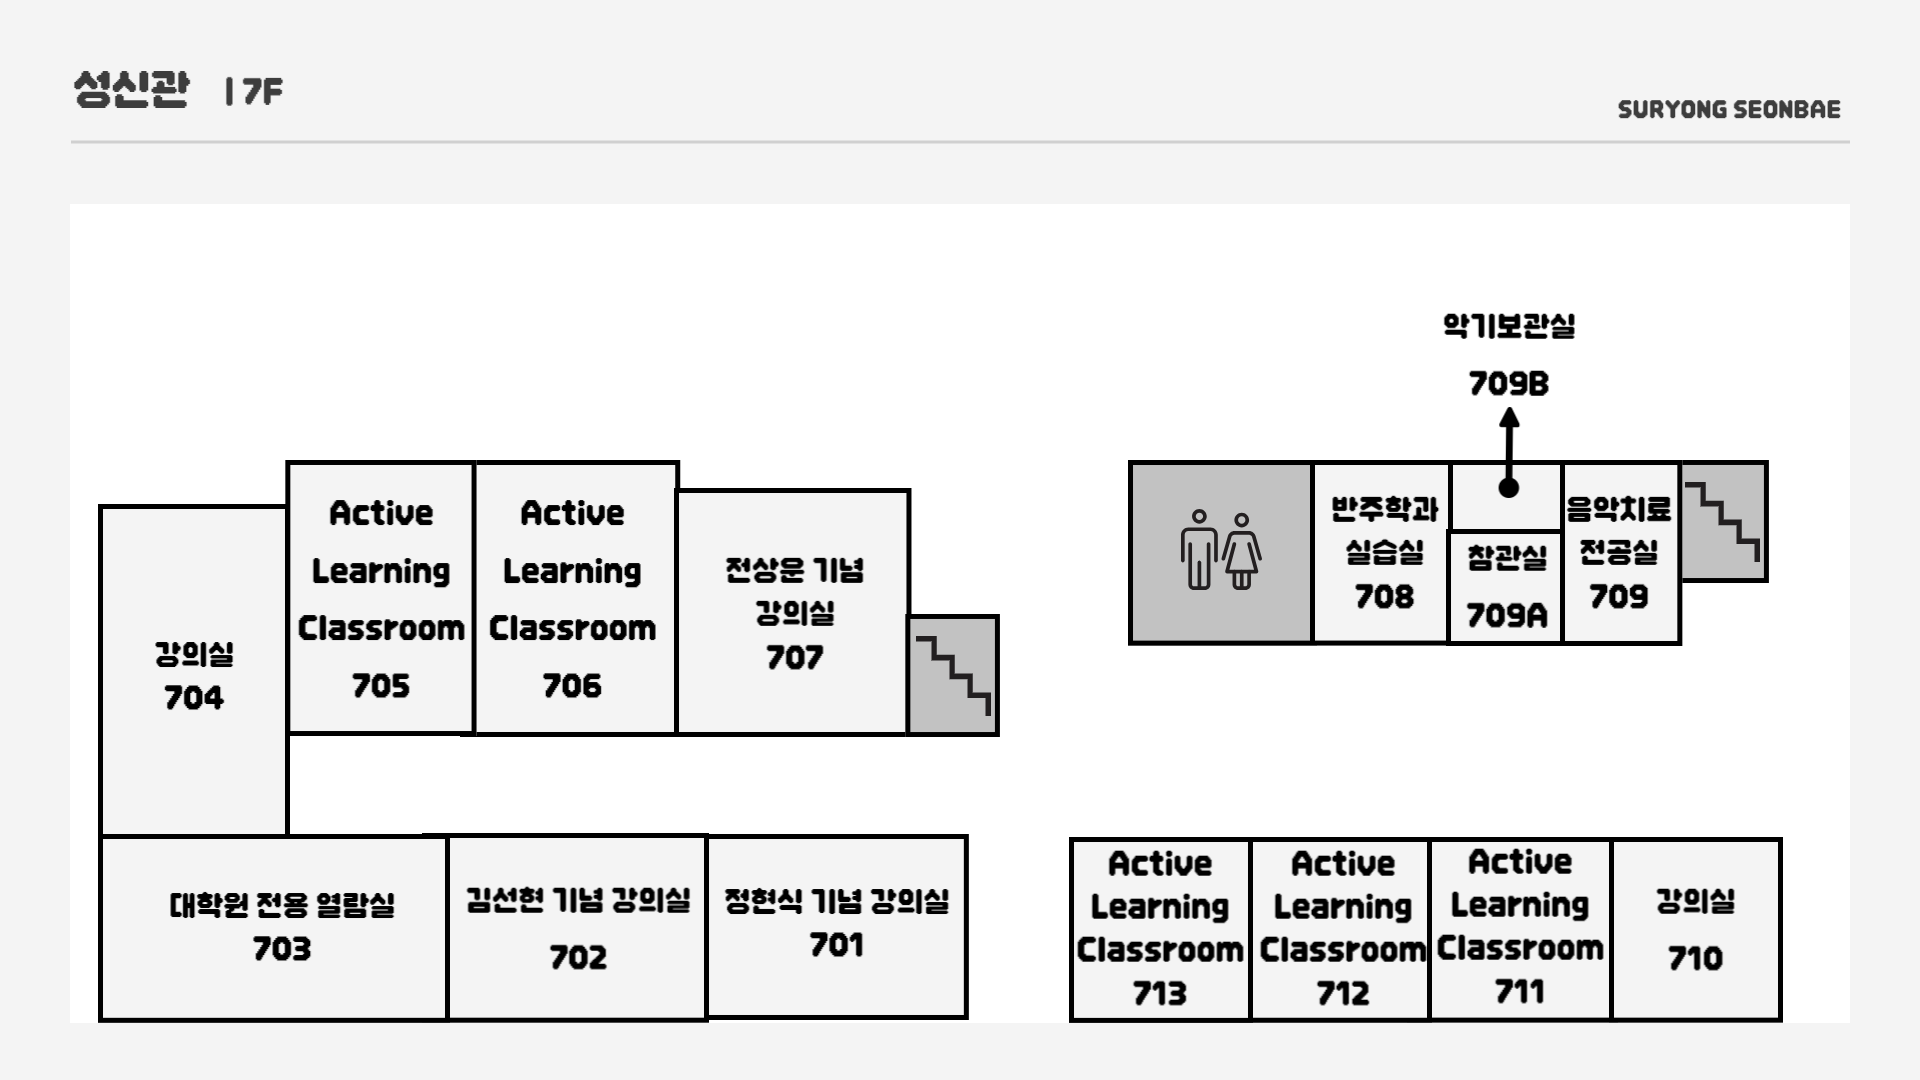 성신관 | 7F
SURYONG SEONBAE
악기보관실
709B
Active
Learning
Classroom
705
Active
Learning
Classroom
706
전상운 기념
강의실
707
강의실
704
반주학과
실습실
708
참관실
709A
음악치료
전공실
709
대학원 전용 열람실
703
김선현 기념 강의실
702
정현식 기념 강의실
701
Active
Learning
Classroom
713
Active
Learning
Classroom
712
Active
Learning
Classroom
711
강의실
710